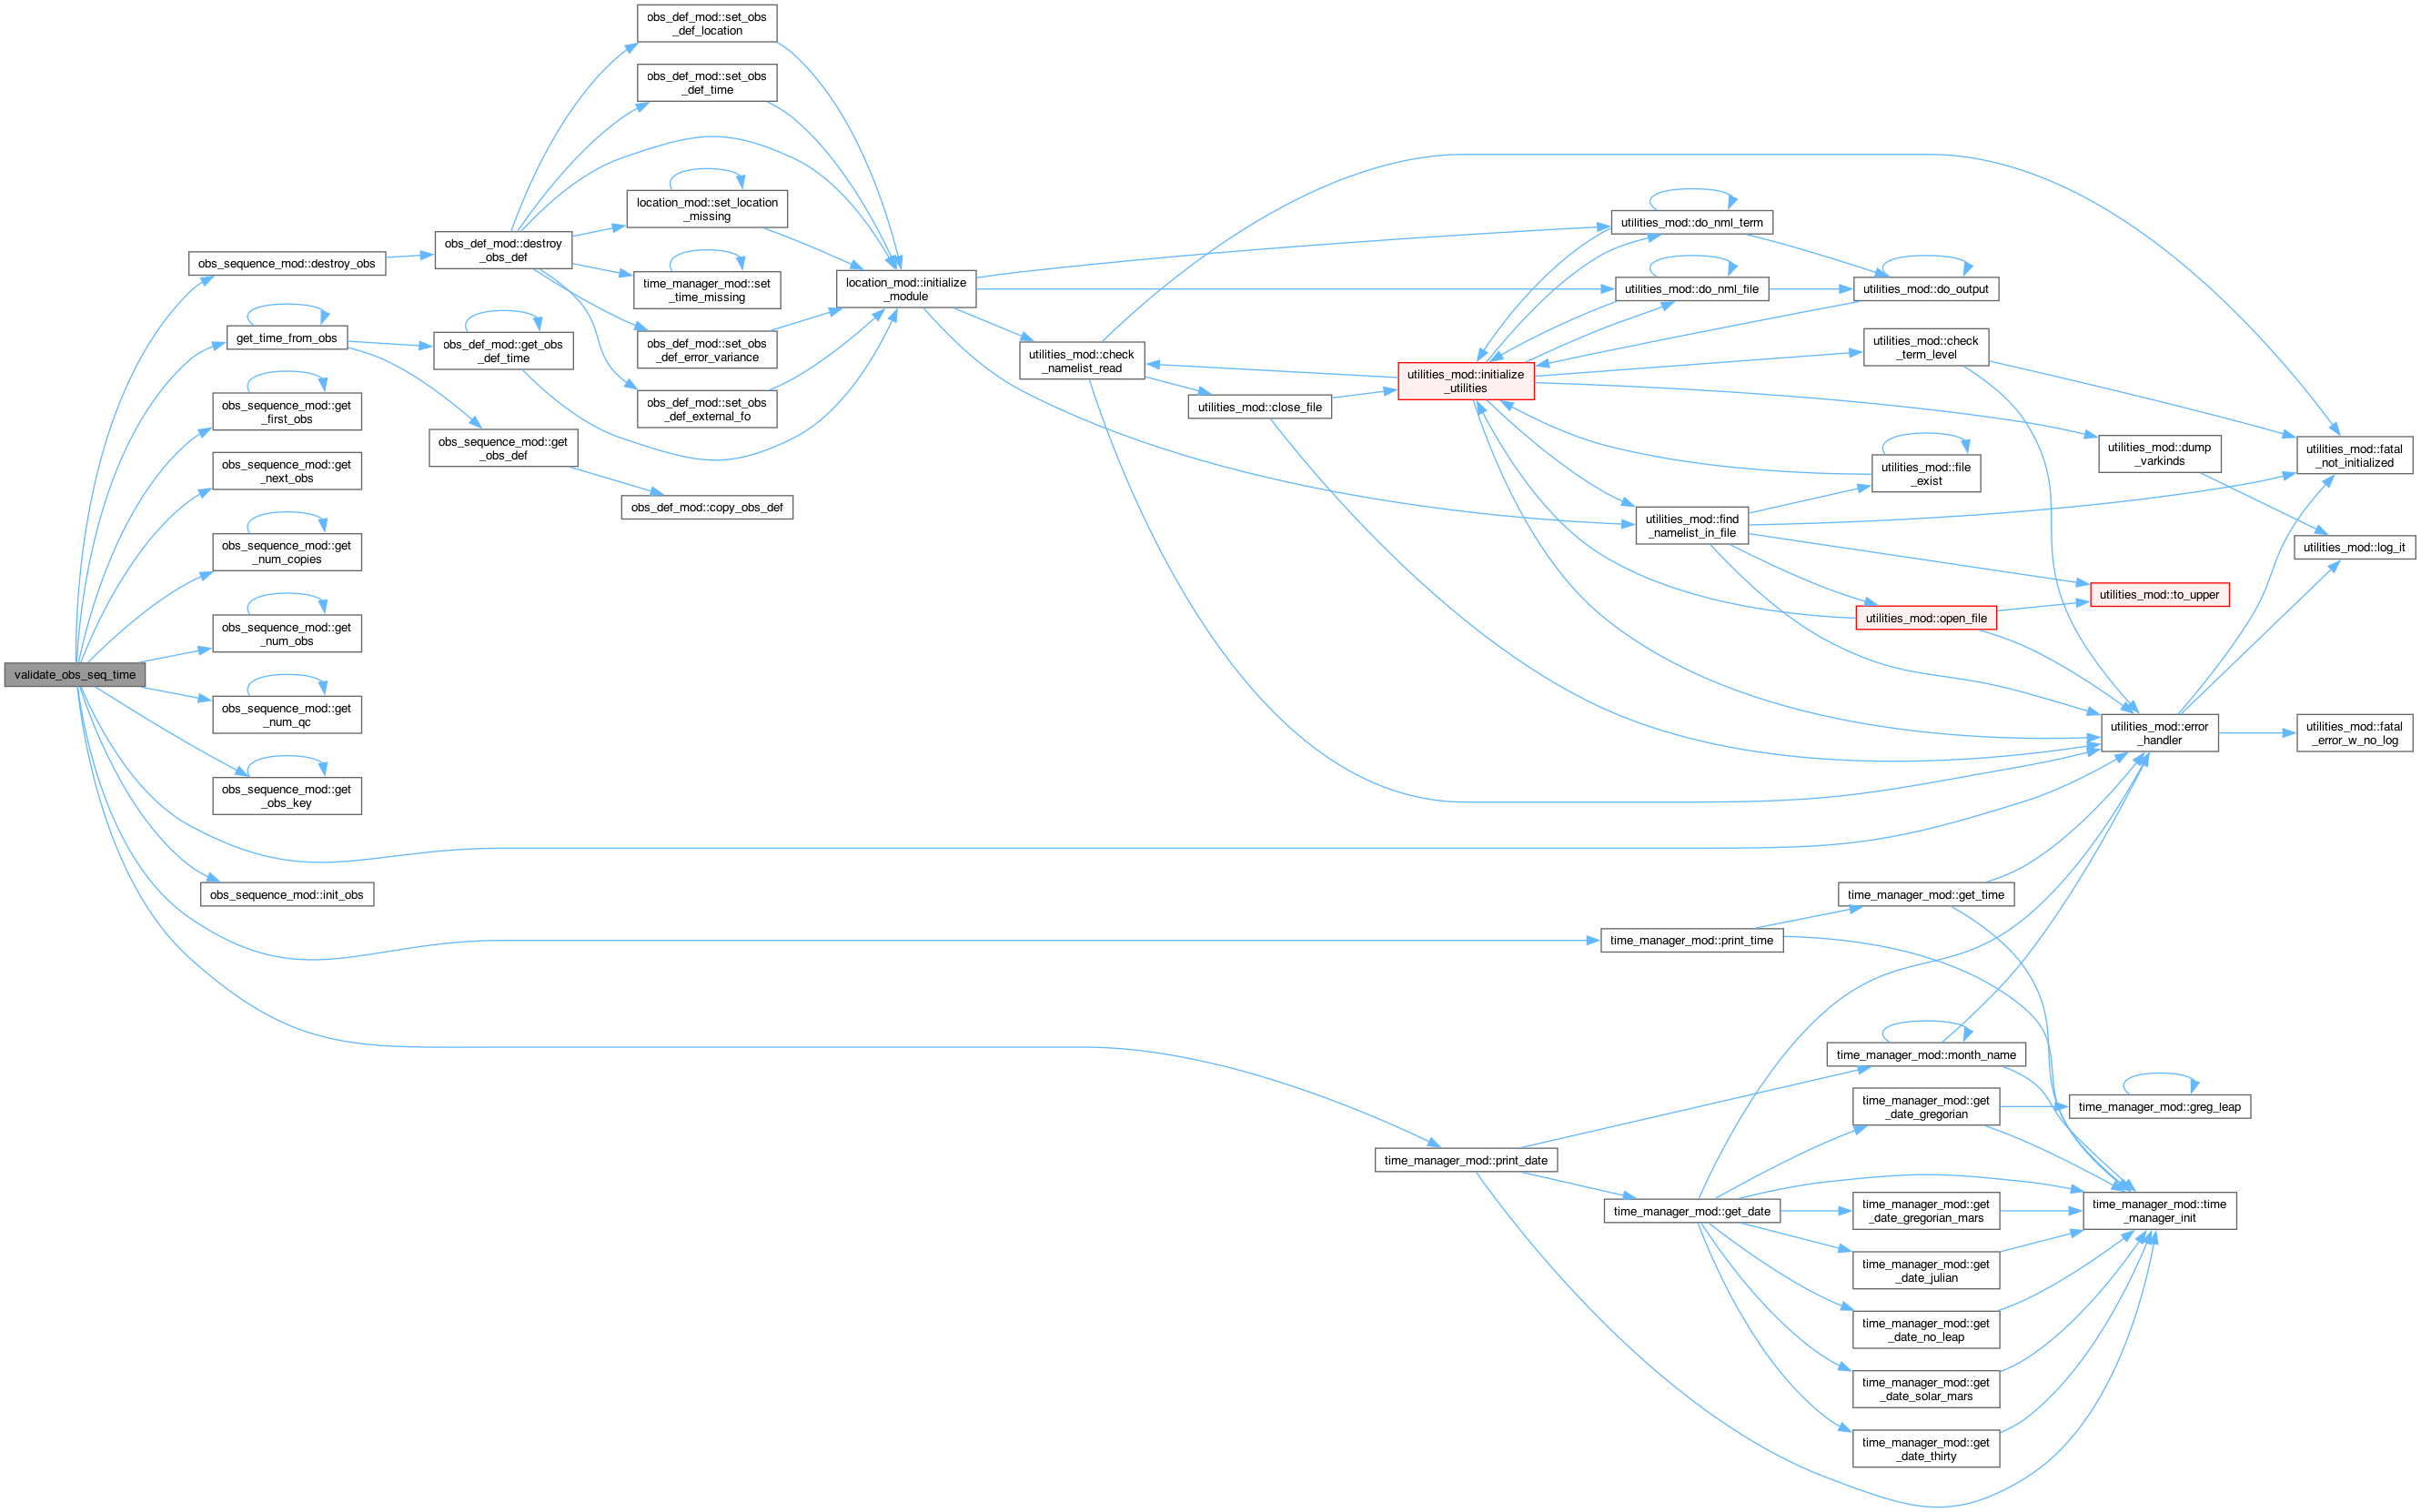 obs_def_mod::set_obs
_def_location
obs_def_mod::set_obs
_def_time
location_mod::set_location
_missing
obs_sequence_mod::destroy_obs
obs_def_mod::destroy
_obs_def
time_manager_mod::set
_time_missing
location_mod::initialize
_module
get_time_from_obs
obs_def_mod::get_obs
_def_time
obs_def_mod::set_obs
_def_error_variance
obs_def_mod::set_obs
_def_external_fo
obs_sequence_mod::get
_first_obs
obs_sequence_mod::get
_obs_def
obs_def_mod::copy_obs_def
obs_sequence_mod::get
_next_obs
obs_sequence_mod::get
_num_copies
obs_sequence_mod::get
_num_obs
validate_obs_seq_time
obs_sequence_mod::get
_num_qc
obs_sequence_mod::get
_obs_key
obs_sequence_mod::init_obs
utilities_mod::check
_namelist_read
utilities_mod::close_file
utilities_mod::initialize
_utilities
utilities_mod::do_nml_term
utilities_mod::do_nml_file
utilities_mod::do_output
utilities_mod::check
_term_level
utilities_mod::file
_exist
utilities_mod::find
_namelist_in_file
utilities_mod::open_file
utilities_mod::dump
_varkinds
utilities_mod::to_upper
utilities_mod::fatal
_not_initialized
utilities_mod::log_it
utilities_mod::error
_handler
utilities_mod::fatal
_error_w_no_log
time_manager_mod::get_time
time_manager_mod::print_time
time_manager_mod::month_name
time_manager_mod::get
_date_gregorian
time_manager_mod::greg_leap
time_manager_mod::print_date
time_manager_mod::get_date
time_manager_mod::get
_date_gregorian_mars
time_manager_mod::time
_manager_init
time_manager_mod::get
_date_julian
time_manager_mod::get
_date_no_leap
time_manager_mod::get
_date_solar_mars
time_manager_mod::get
_date_thirty